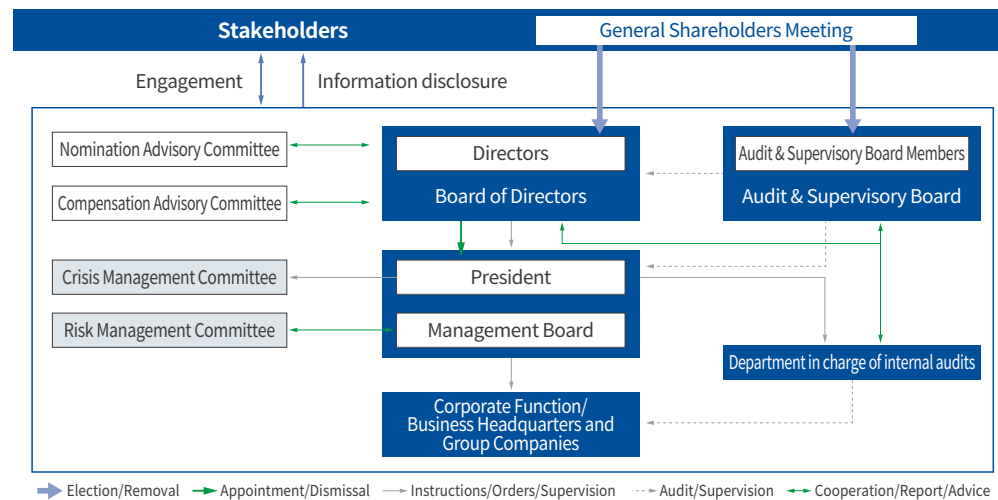 Stakeholders
General Shareholders Meeting
Engagement
Information disclosure
Nomination Advisory Committee
Directors
Audit & Supervisory Board Members
Compensation Advisory Committee
Board of Directors
Audit & Supervisory Board
Crisis Management Committee
President
Risk Management Committee
Management Board
Department in charge of internal audits
Corporate Function/
Business Headquarters and
Group Companies
Election/Removal
Appointment/Dismissal
Instructions/Orders/Supervision
Audit/Supervision
Cooperation/Report/Advice